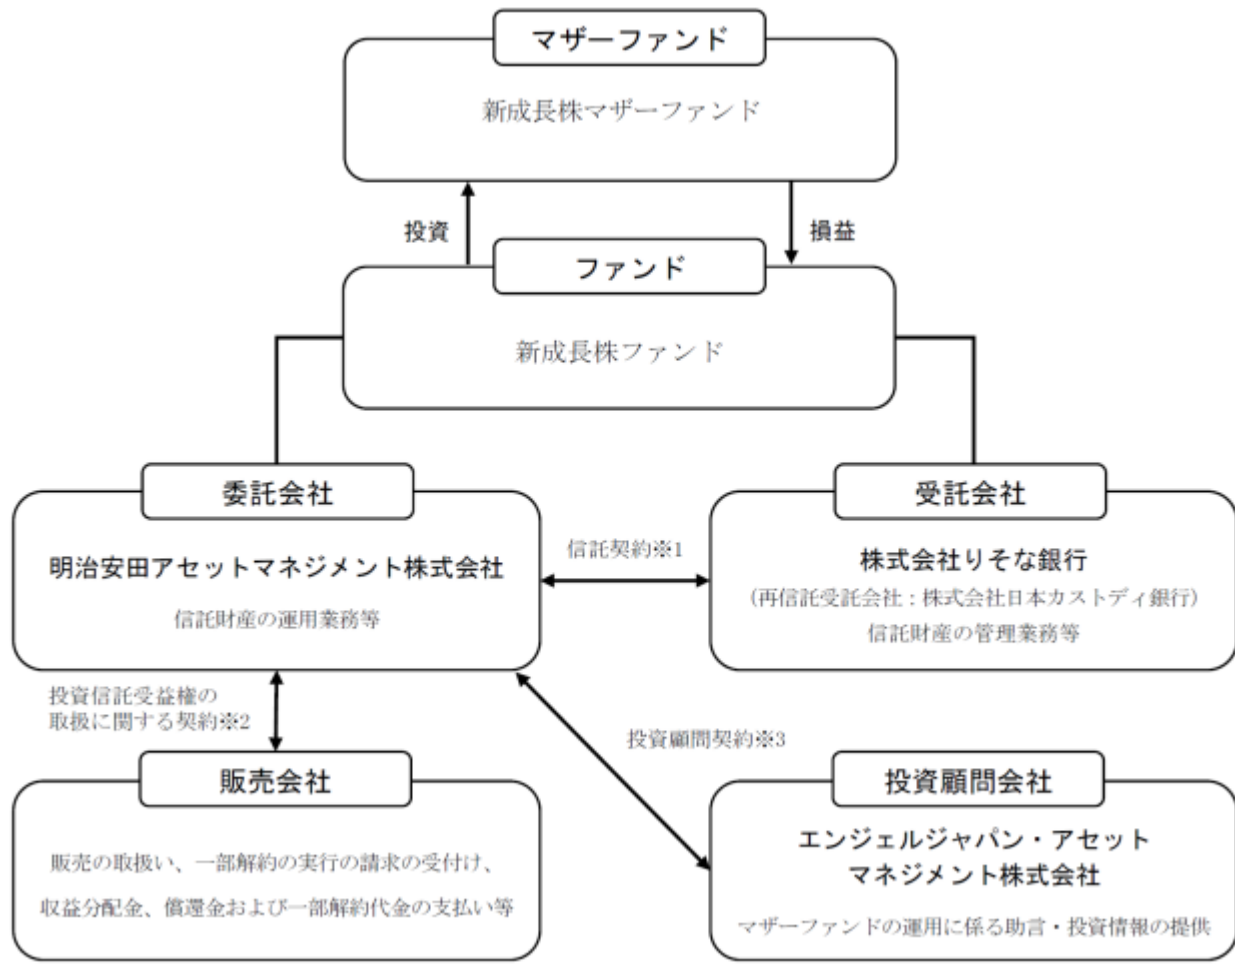 マザーファンド
新成長株マザーファンド
投資
損益
ファンド
新成長株ファンド
委託会社
明治安田アセットマネジメント株式会社
信託財産の運用業務等
信託契約※1
受託会社
株式会社りそな銀行
(再信託受託会社：株式会社日本カストディ銀行)
信託財産の管理業務等
投資信託受益権の
取扱に関する契約※2
投資顧問契約※3
販売会社
販売の取扱い、一部解約の実行の請求の受付け、
収益分配金、償還金および一部解約代金の支払い等
投資顧問会社
エンジェルジャパン・アセット
マネジメント株式会社
マザーファンドの運用に係る助言・投資情報の提供